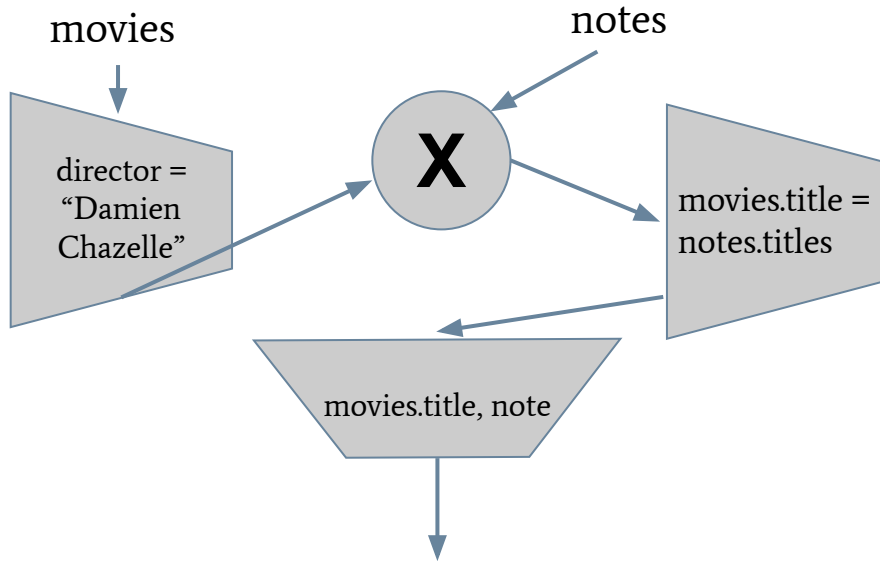 movies
notes
director =
“Damien
Chazelle”
X
movies.title =
notes.titles
movies.title, note